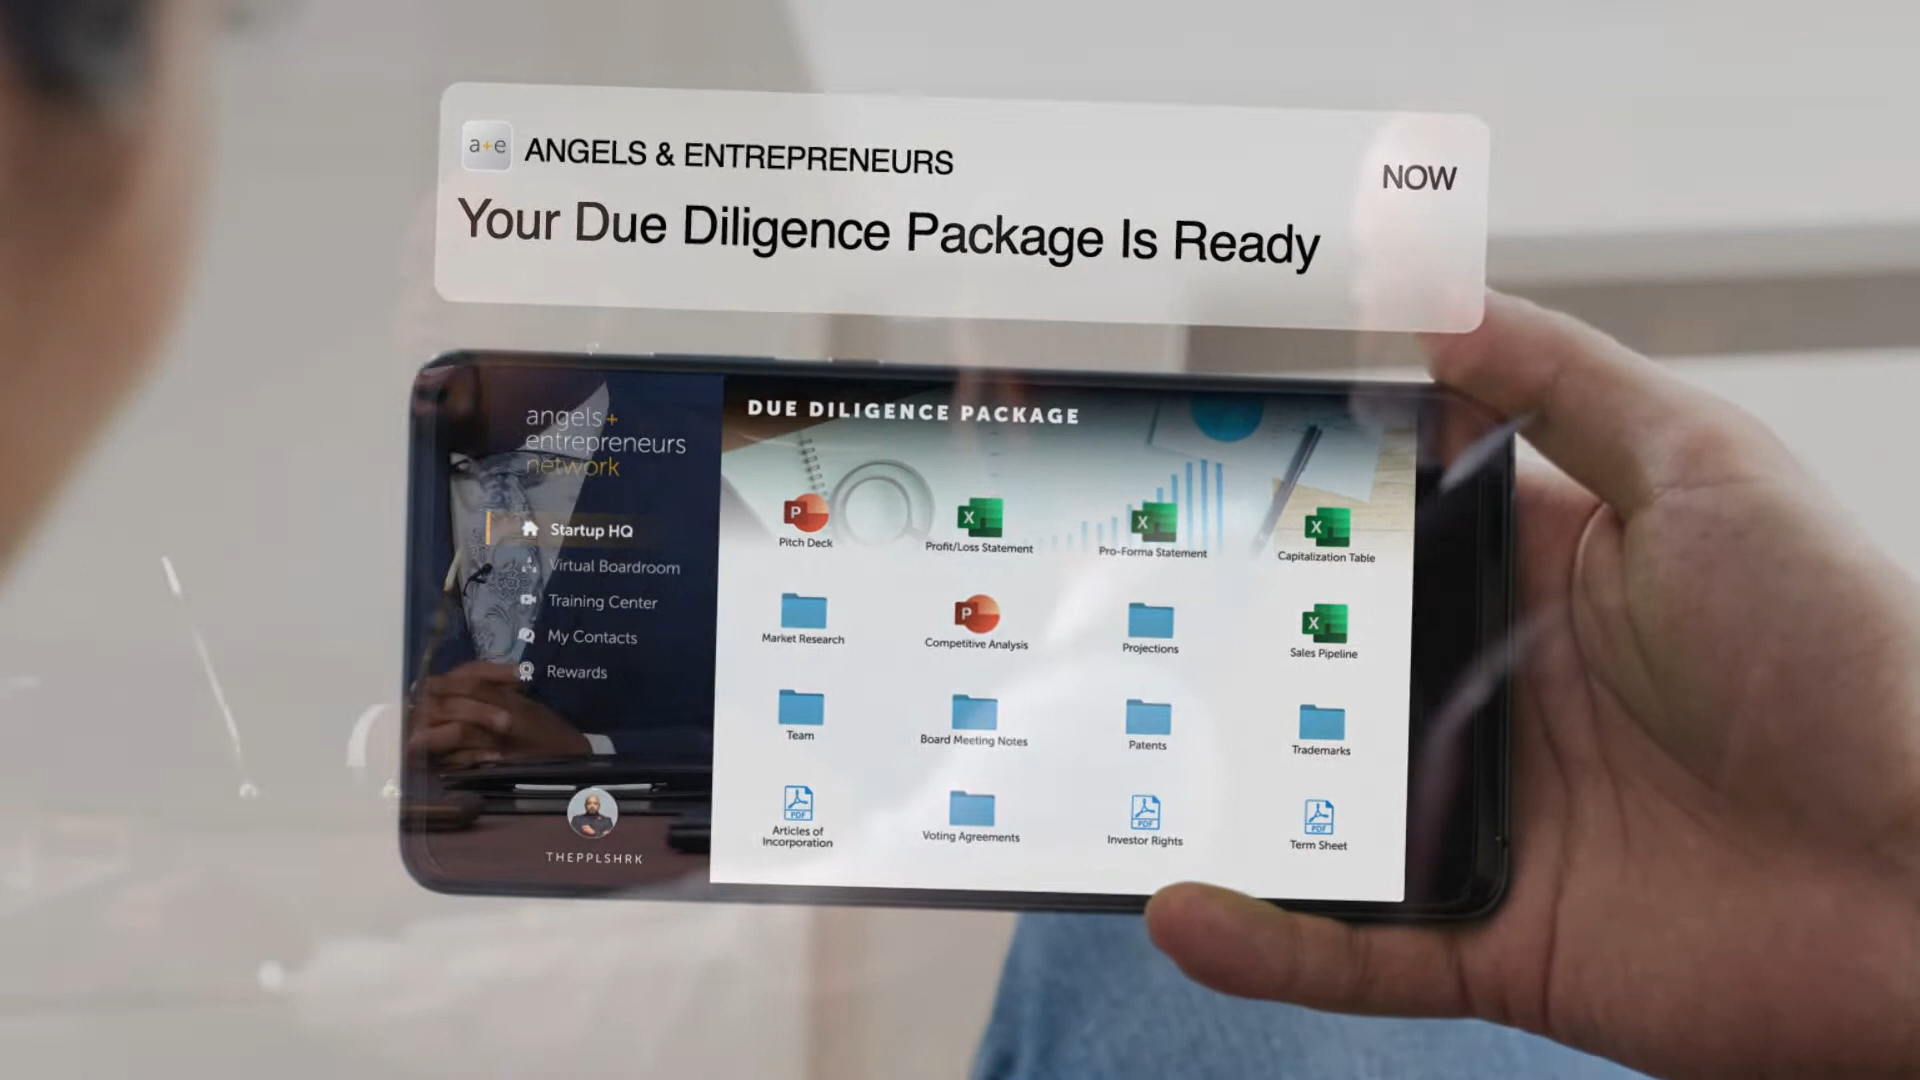 a+e
ANGELS & ENTREPRENEURS
NOW
Your Due Diligence Package Is Ready
angels+
entrepreneurs
network
Startup HQ
Virtual Boardroom
Training Center
My Contacts
Rewards
THEPPLSHRK
DUE DILIGENCE PACKAGE
P
Pitch Deck
X
Profit/Loss Statement
X
Pro-Forma Statement
X
Capitalization Table
Market Research
P
Competitive Analysis
Projections
X
Sales Pipeline
Team
Board Meeting Notes
Patents
Trademarks
PDF
Articles of
Incorporation
Voting Agreements
PDF
Investor Rights
PDF
Term Sheet